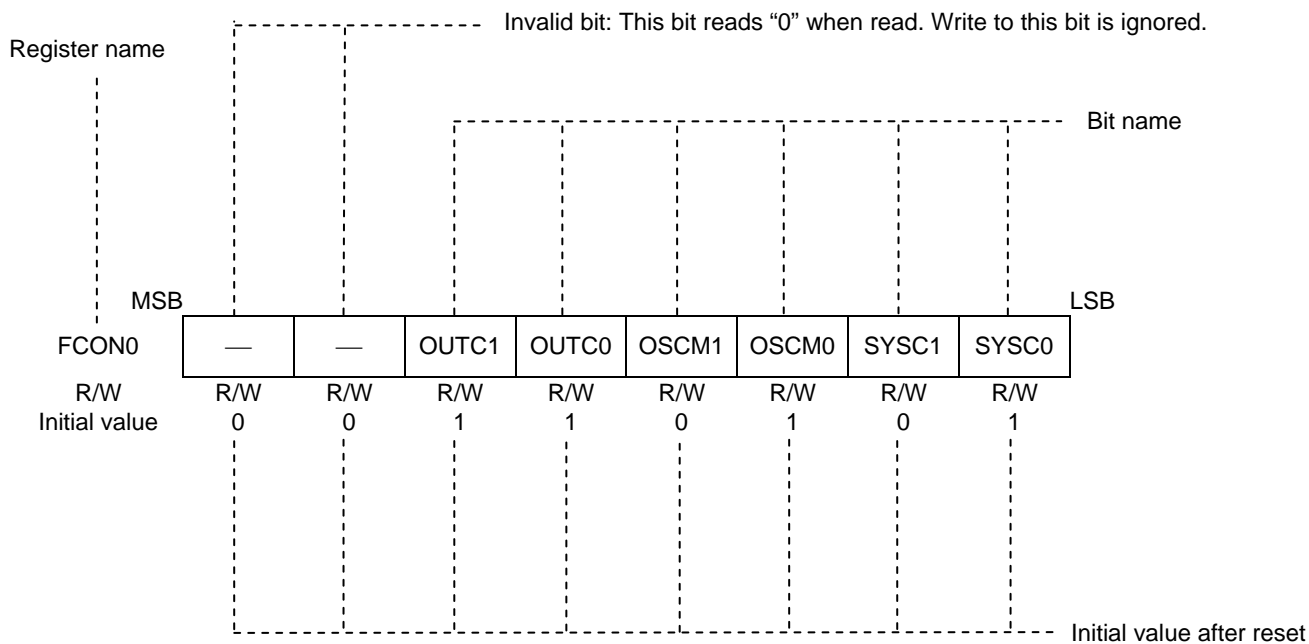 Invalid bit: This bit reads “0” when read. Write to this bit is ignored.
Register name
Bit name
MSB LSB
FCON0 — — OUTC1 OUTC0 OSCM1 OSCM0 SYSC1 SYSC0
R/W R/W R/W R/W R/W R/W R/W R/W R/W
Initial value 0 0 1 1 0 1 0 1
Initial value after reset